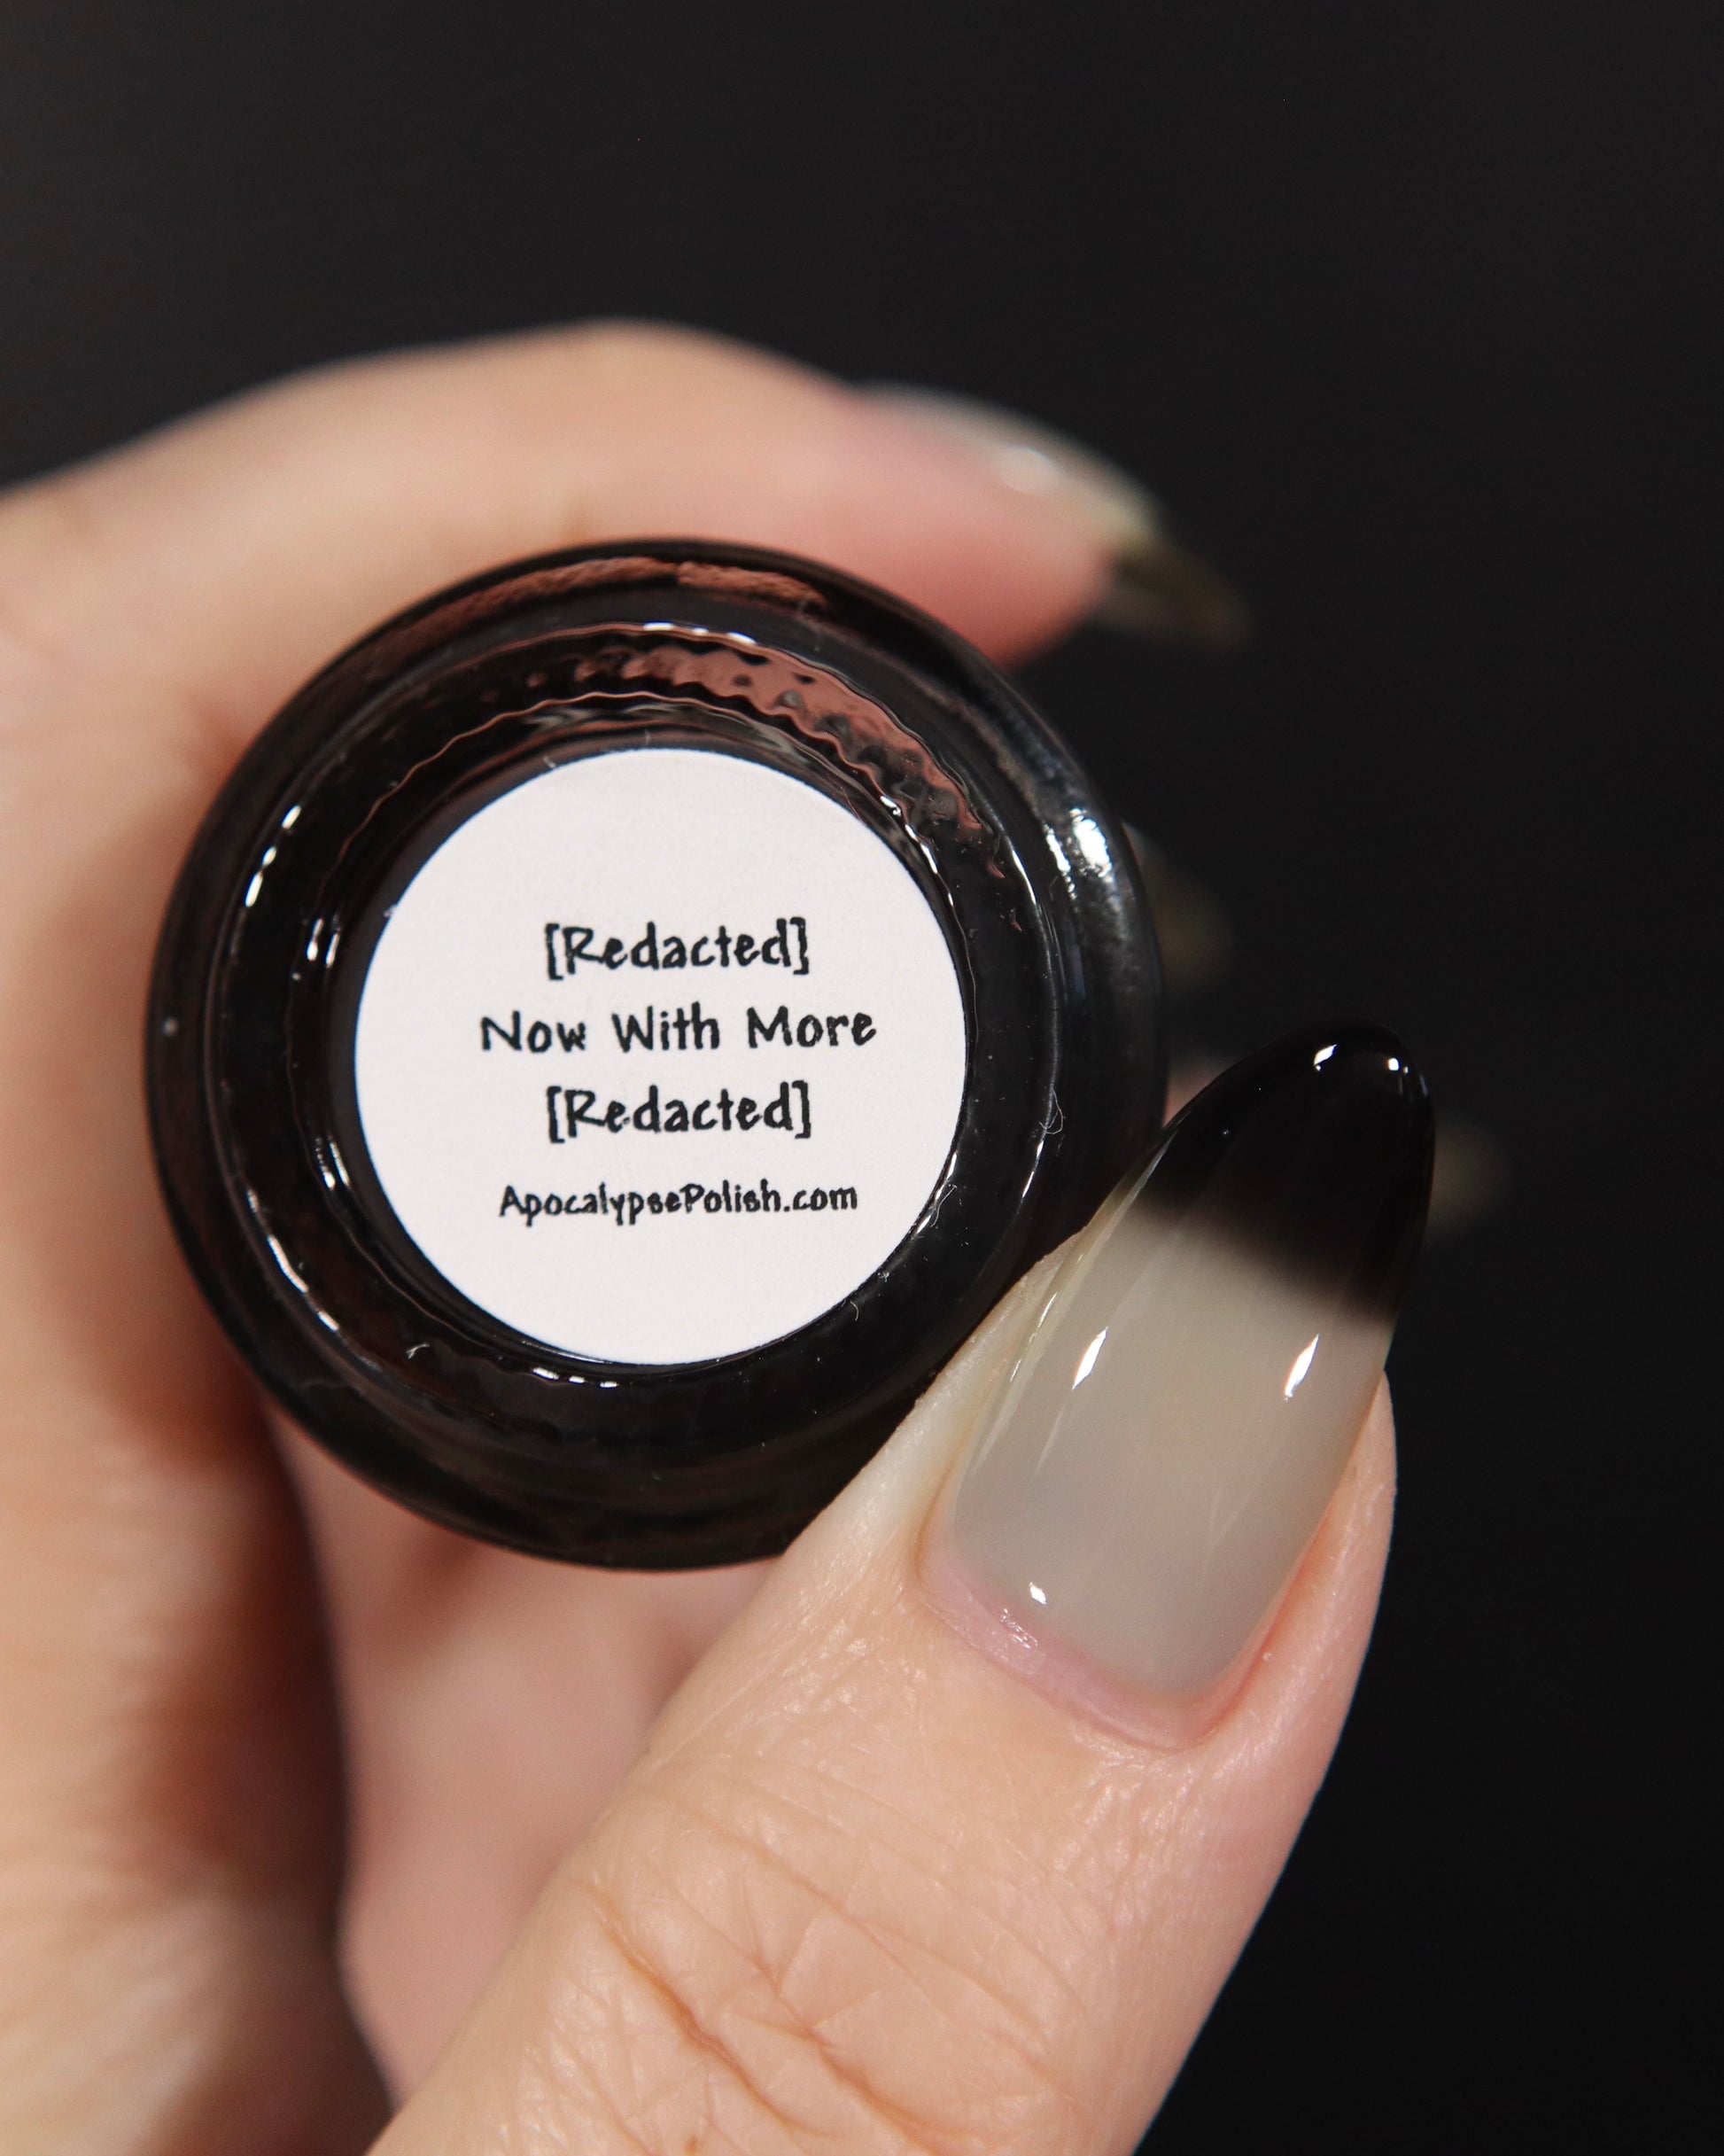 [Redacted]
Now With More
[Redacted]
ApocalypsePolish.com